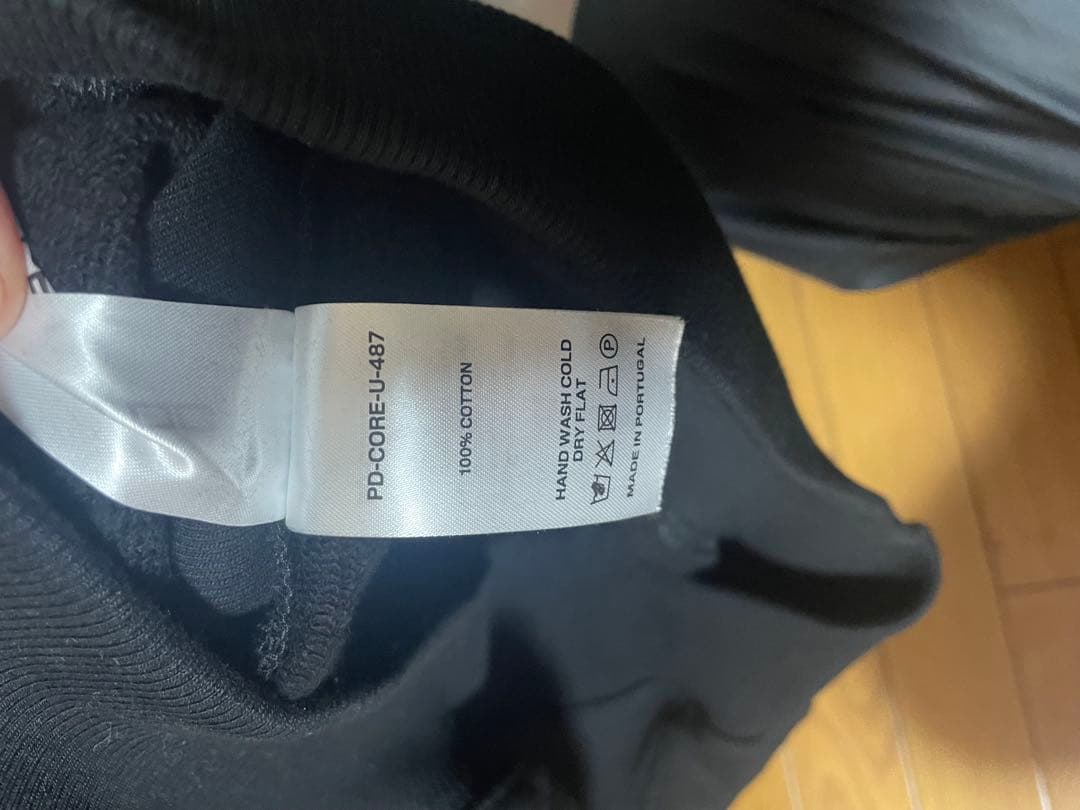 PD-CORE-U-487
100% COTTON
HAND WASH COLD
DRY FLAT
P
MADE IN PORTUGAL